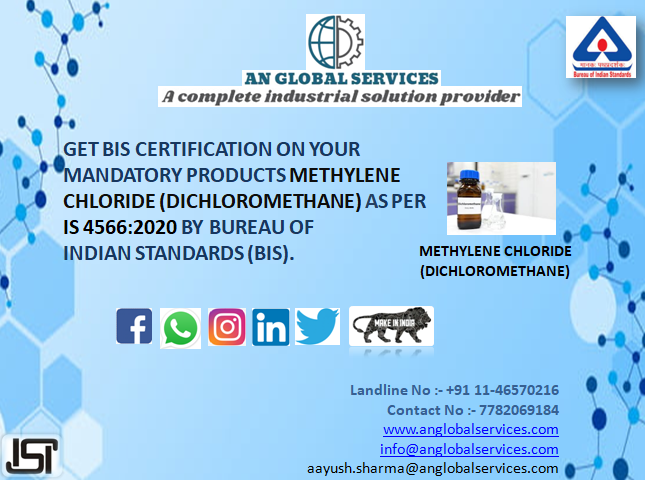 AN GLOBAL SERVICES
A complete industrial solution provider
मानक: पथप्रदर्शक:
Bureau of Indian Standards
GET BIS CERTIFICATION ON YOUR
MANDATORY PRODUCTS METHYLENE
CHLORIDE (DICHLOROMETHANE) AS PER
IS 4566:2020 BY BUREAU OF
INDIAN STANDARDS (BIS).
METHYLENE CHLORIDE
(DICHLOROMETHANE)
MAKE IN INDIA
Landline No :- +91 11-46570216
Contact No :- 7782069184
www.anglobalservices.com
info@anglobalservices.com
aayush.sharma@anglobalservices.com
ISI